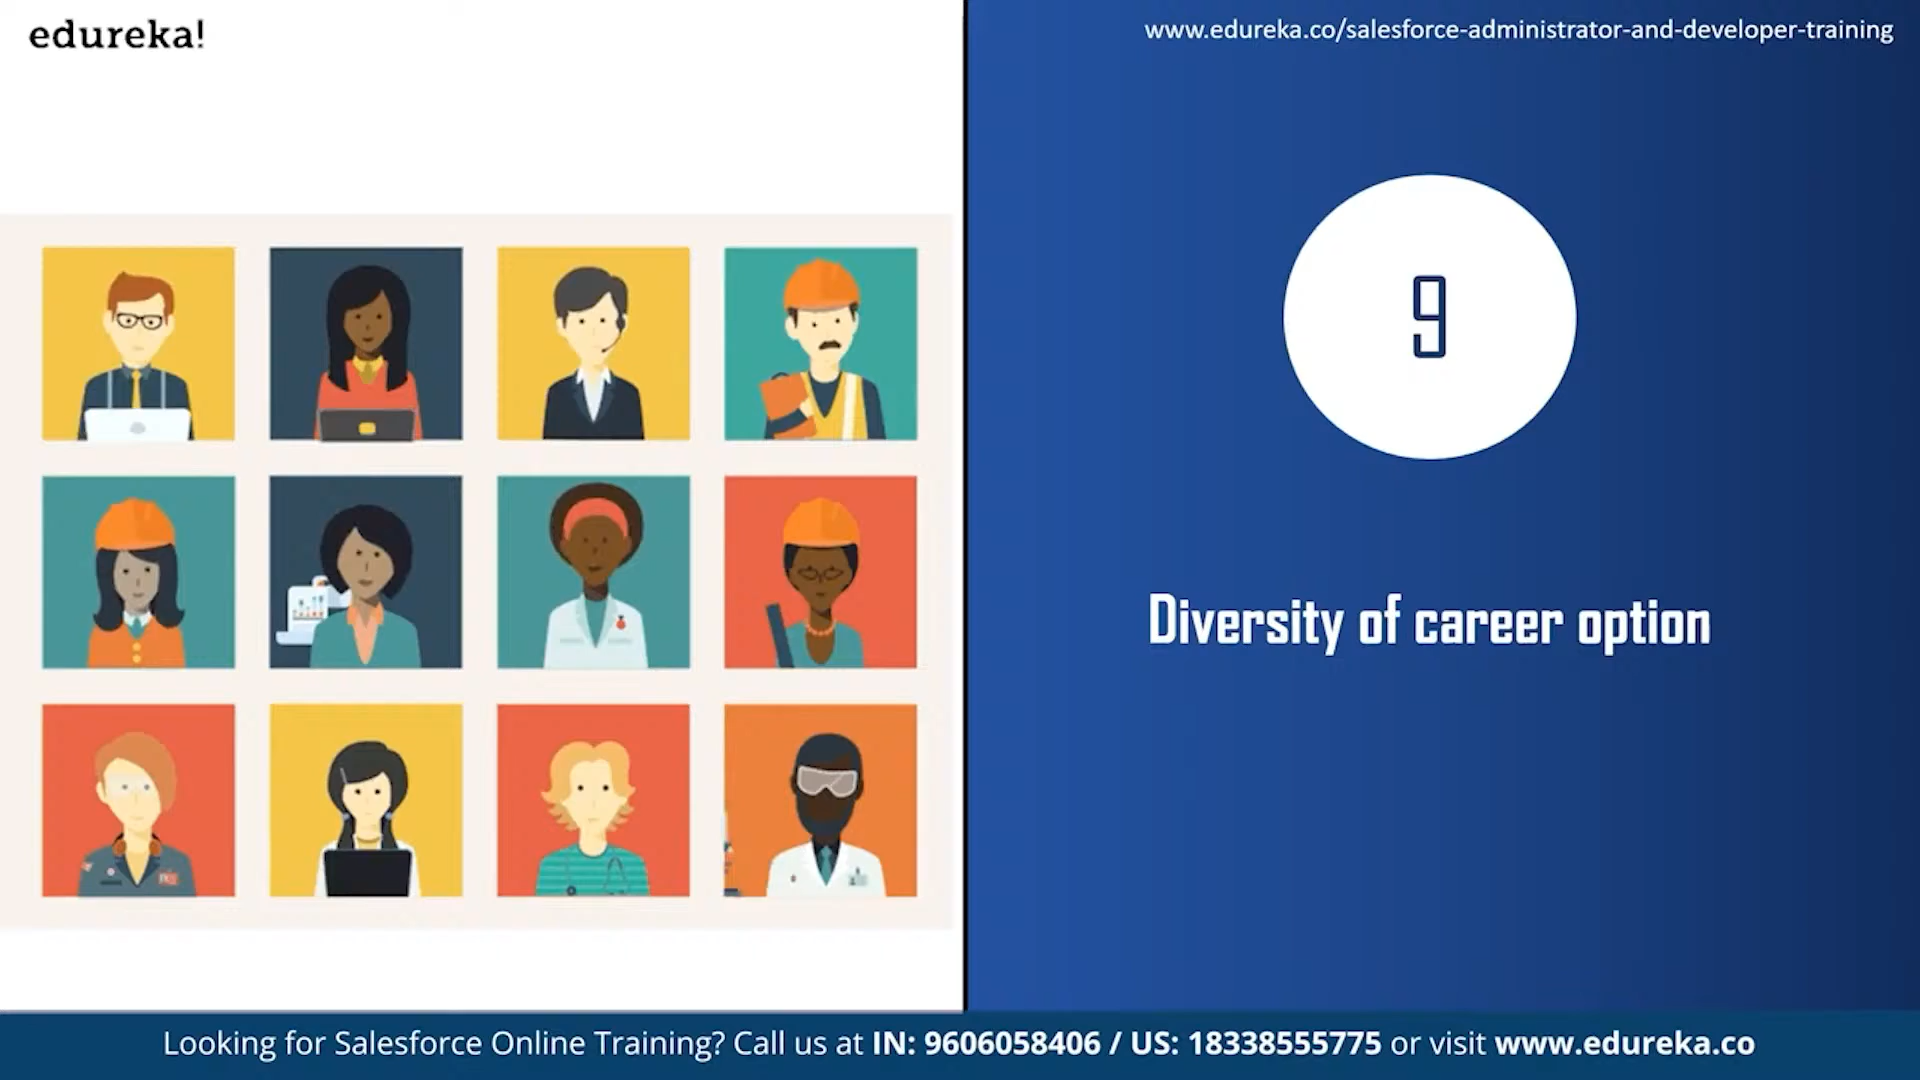 edureka!
www.edureka.co/salesforce-administrator-and-developer-training
9
Diversity of career option
Looking for Salesforce Online Training? Call us at IN: 9606058406 / US: 18338555775 or visit www.edureka.co